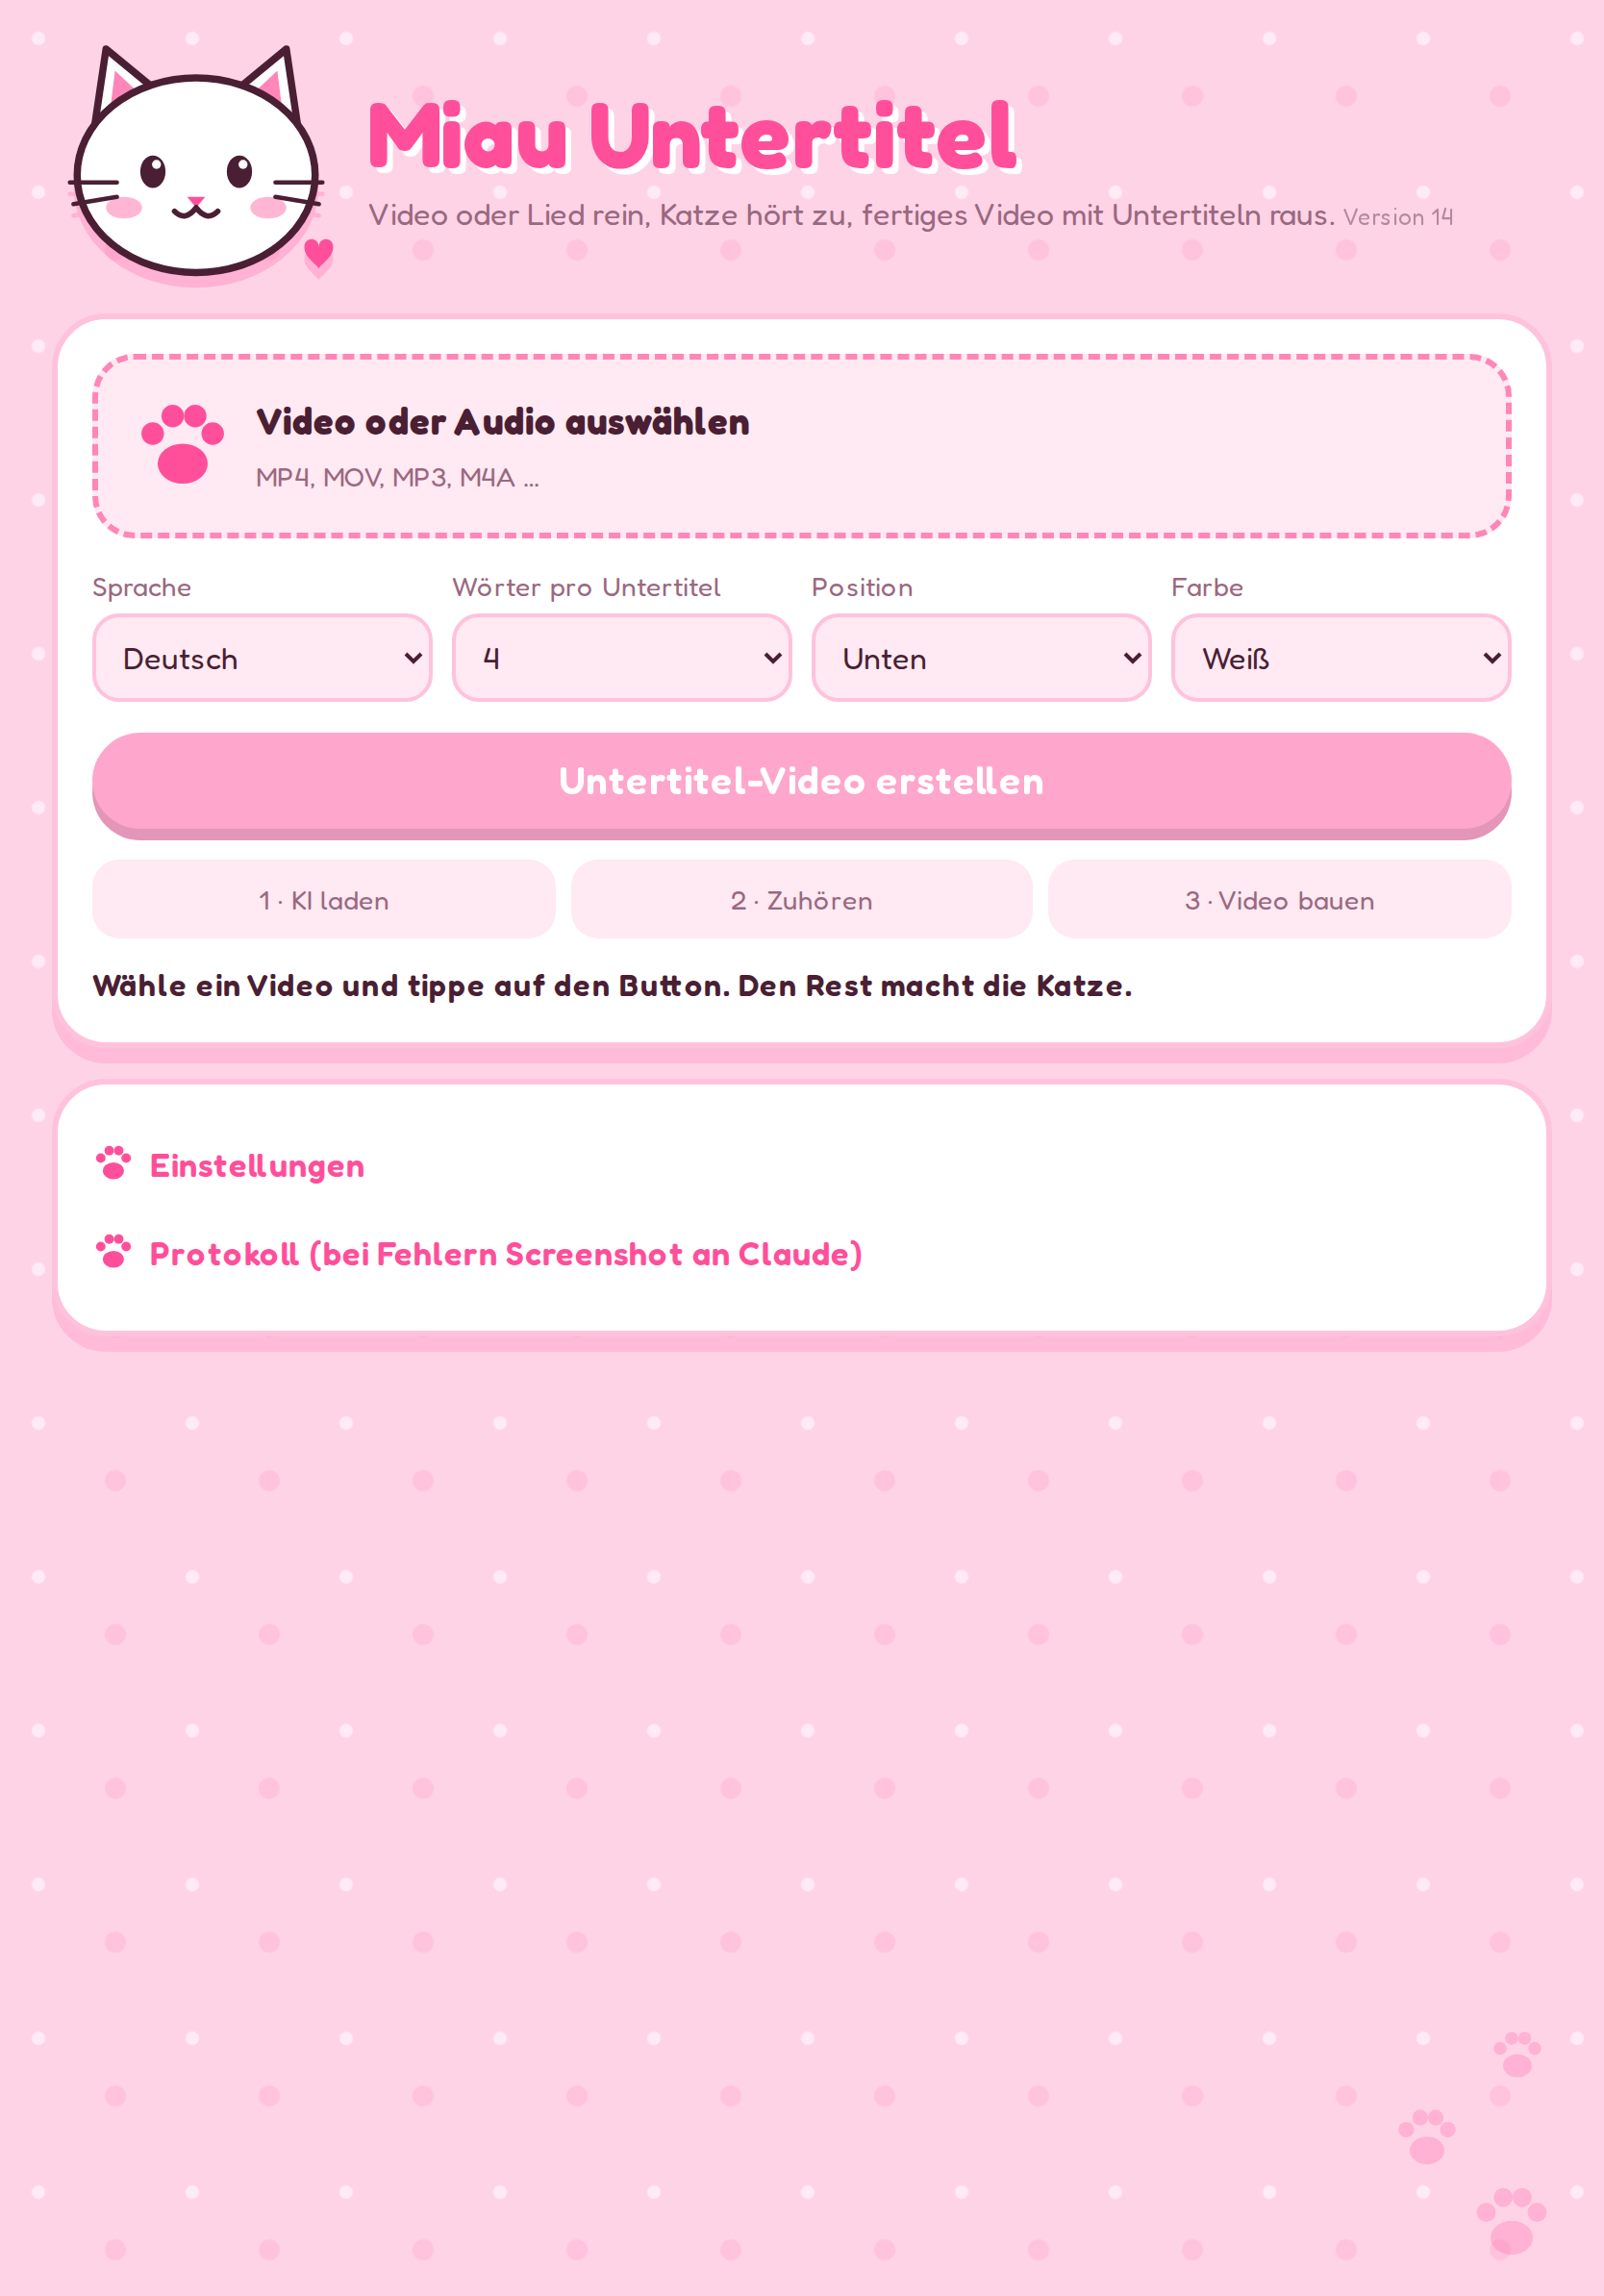 Miau Untertitel
Video oder Lied rein, Katze hört zu, fertiges Video mit Untertiteln raus. Version 14
Video oder Audio auswählen
MP4, MOV, MP3, M4A ...
Sprache
Wörter pro Untertitel
Position
Farbe
Deutsch
4
Unten
Weiß
Untertitel-Video erstellen
1 · KI laden
2 · Zuhören
3 · Video bauen
Wähle ein Video und tippe auf den Button. Den Rest macht die Katze.
Einstellungen
Protokoll (bei Fehlern Screenshot an Claude)